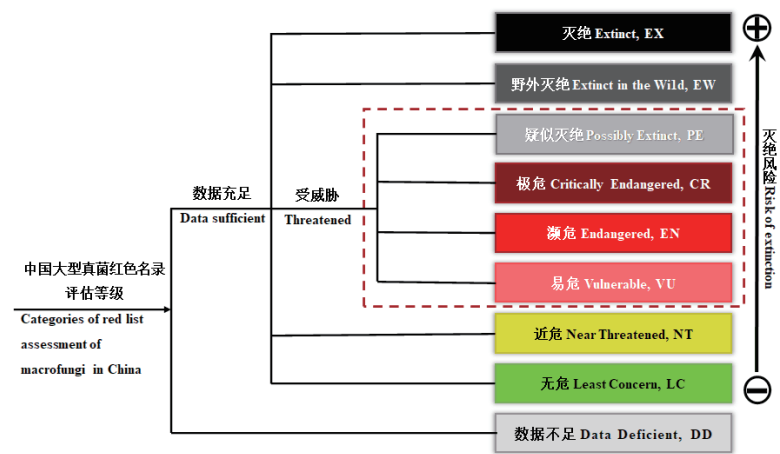 灭绝 Extinct, EX
野外灭绝 Extinct in the Wild, EW
疑似灭绝 Possibly Extinct, PE
极危 Critically Endangered, CR
濒危 Endangered, EN
易危 Vulnerable, VU
近危 Near Threatened, NT
无危 Least Concern, LC
数据不足 Data Deficient, DD
数据充足
Data sufficient
受威胁
Threatened
中国大型真菌红色名录
评估等级
Categories of red list
assessment of
macrofungi in China
灭绝风险 Risk of extinction